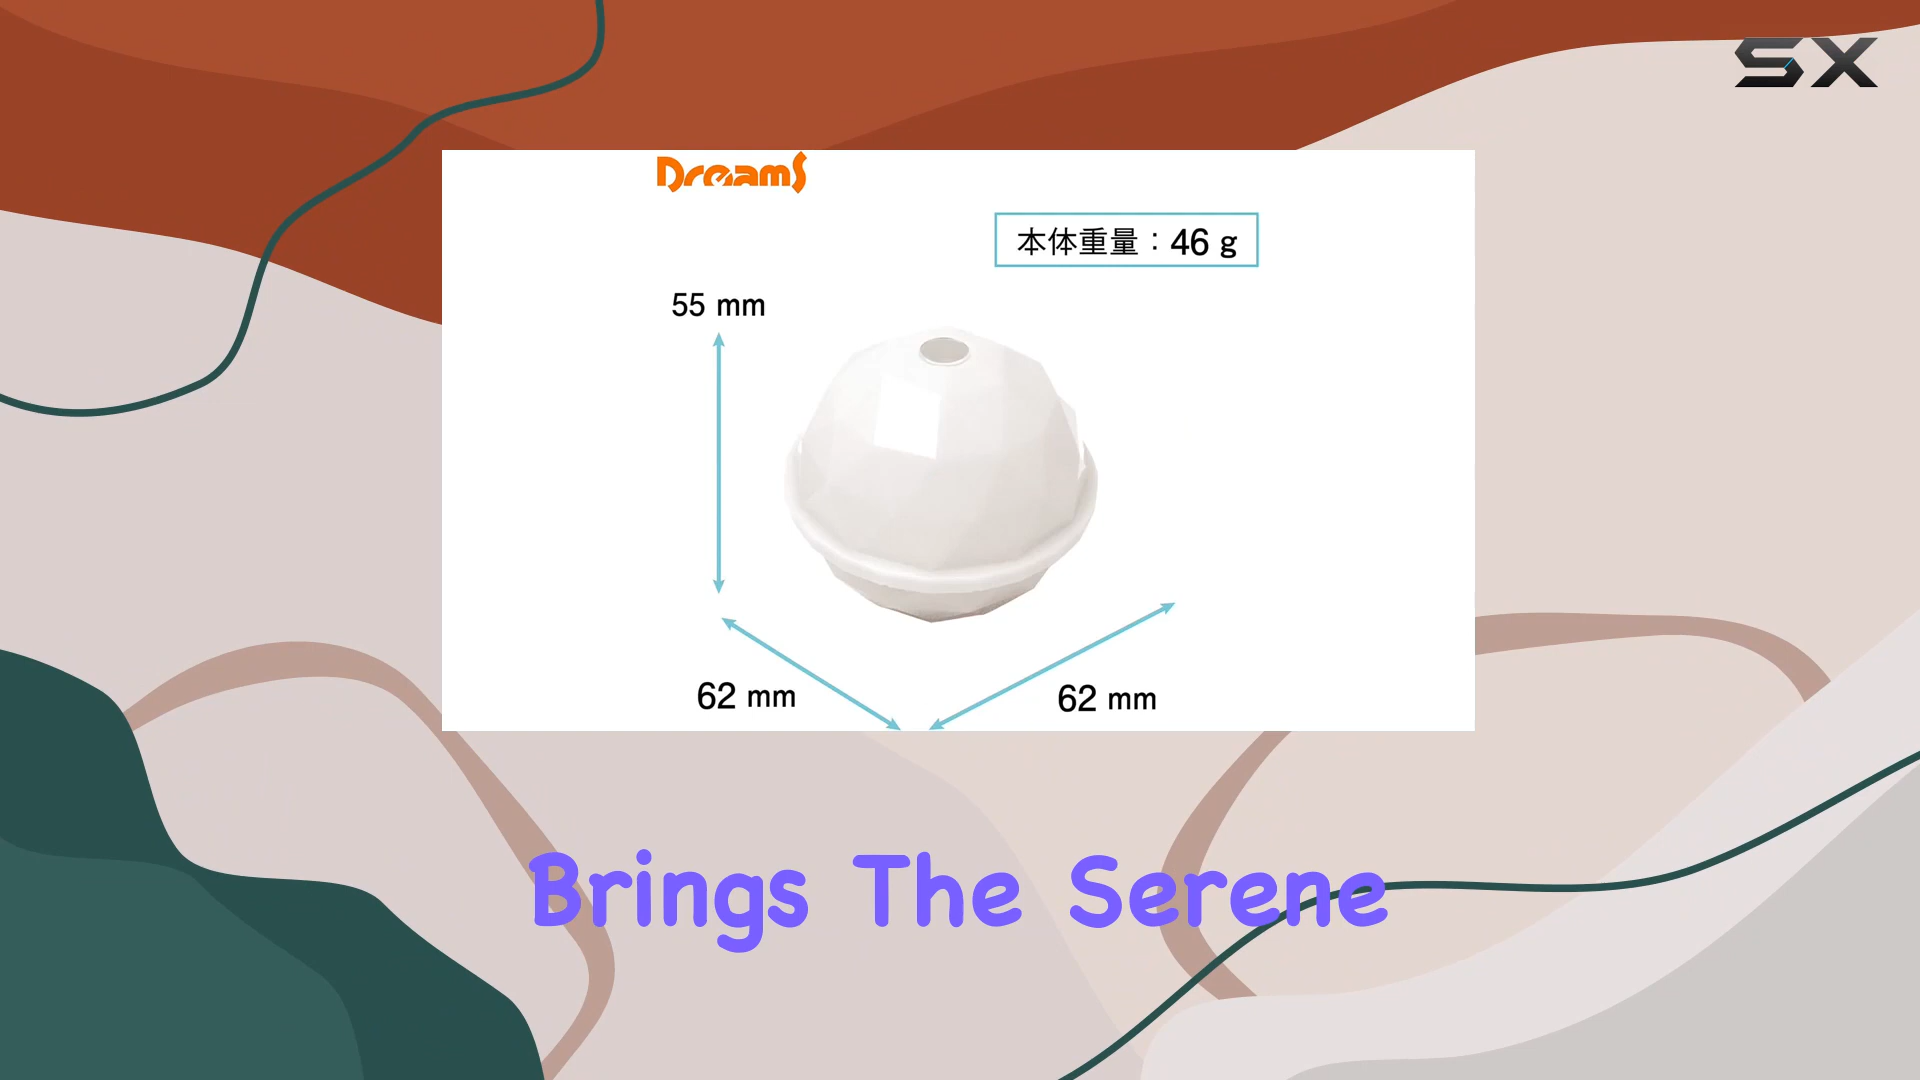 SX
Dreams
本体重量：46 g
55 mm
62 mm
62 mm
Brings The Serene